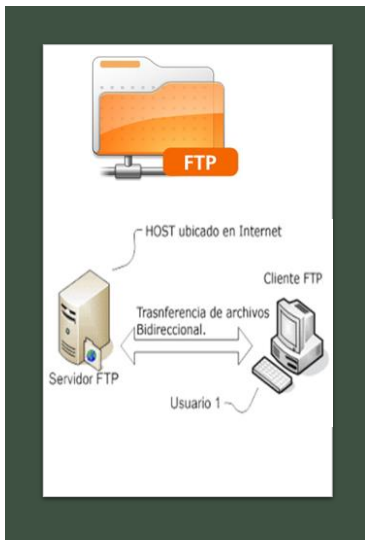 FTP
HOST ubicado en Internet
Cliente FTP
Trasnferencia de archivos
Bidireccional.
Servidor FTP
Usuario 1